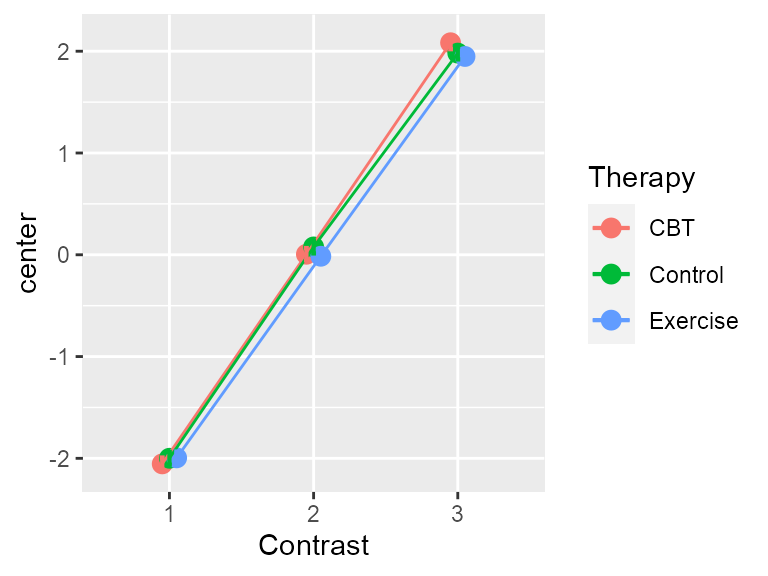 2
1
0
-1
-2
center
1 2 3
Contrast
Therapy
CBT
Control
Exercise